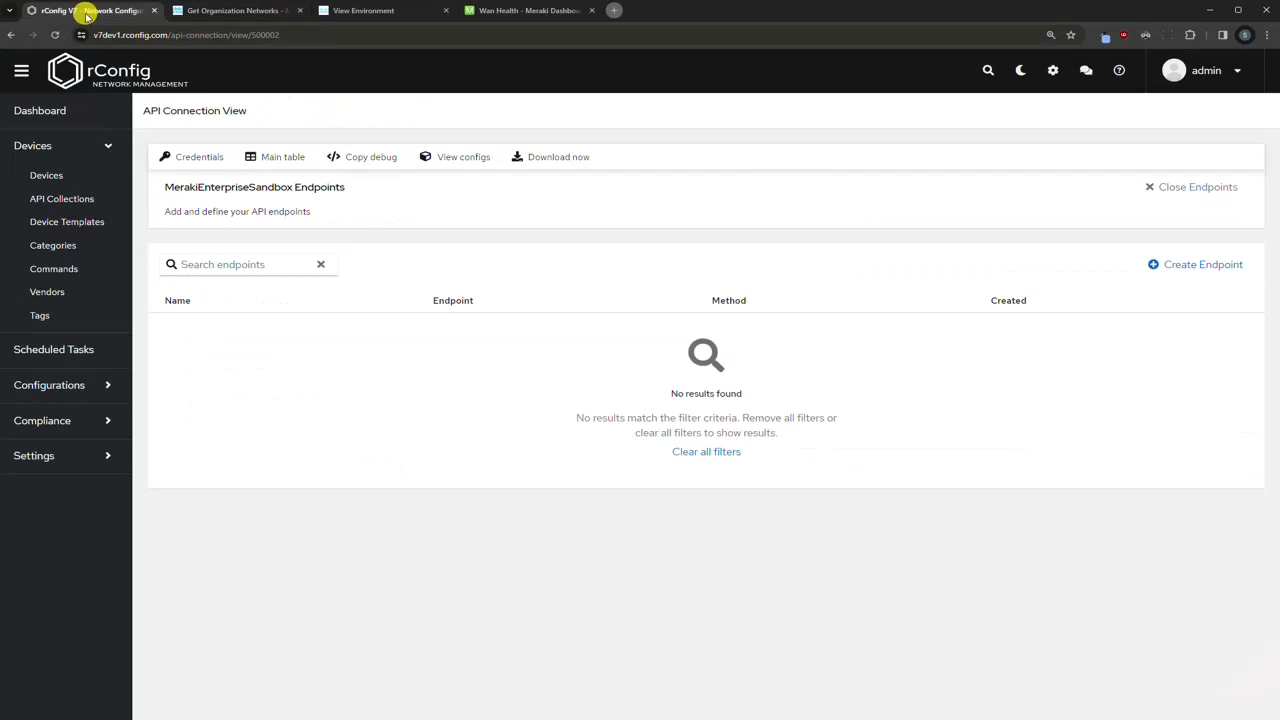 rConfig V7 - Network Configu
Get Organization Networks -
View Environment
Wan Health - Meraki Dashboa
v7dev1.rconfig.com/api-connection/view/500002
rConfig
NETWORK MANAGEMENT
admin
Dashboard
API Connection View
Devices
Credentials
Main table
Copy debug
View configs
Download now
Devices
MerakiEnterpriseSandbox Endpoints
Close Endpoints
API Collections
Add and define your API endpoints
Device Templates
Categories
Search endpoints
Create Endpoint
Commands
Vendors
Name
Endpoint
Method
Created
Tags
Scheduled Tasks
Configurations
No results found
Compliance
No results match the filter criteria. Remove all filters or
clear all filters to show results.
Clear all filters
Settings